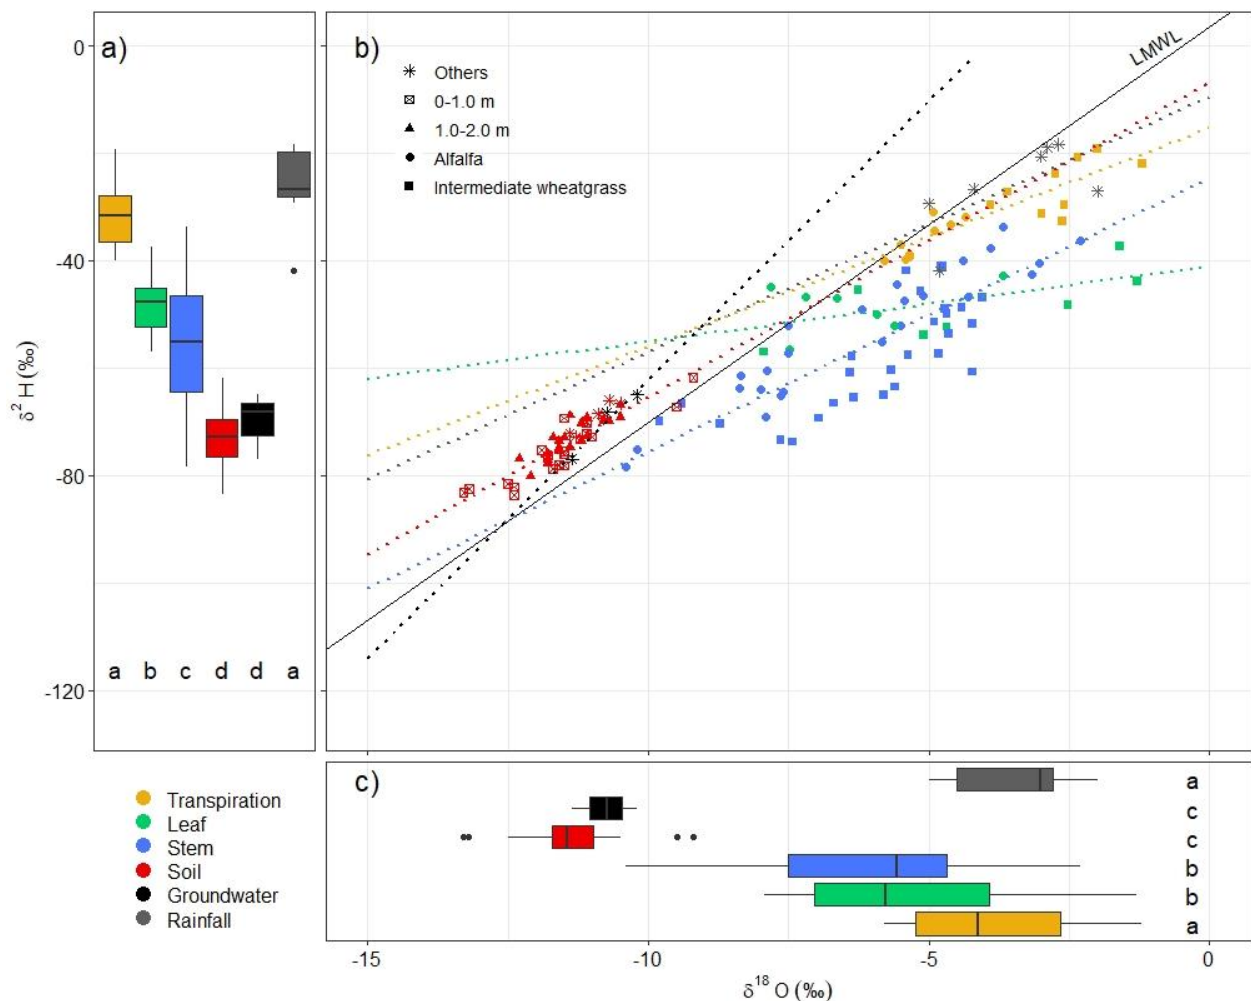 a)
0
-40
-80
-120
δ² H (‰)
a b c d d a
b)
Others
0-1.0 m
1.0-2.0 m
Alfalfa
Intermediate wheatgrass
LMWL
Transpiration
Leaf
Stem
Soil
Groundwater
Rainfall
c)
a
c
c
b
b
a
-15 -10 -5 0
δ¹⁸ O (‰)